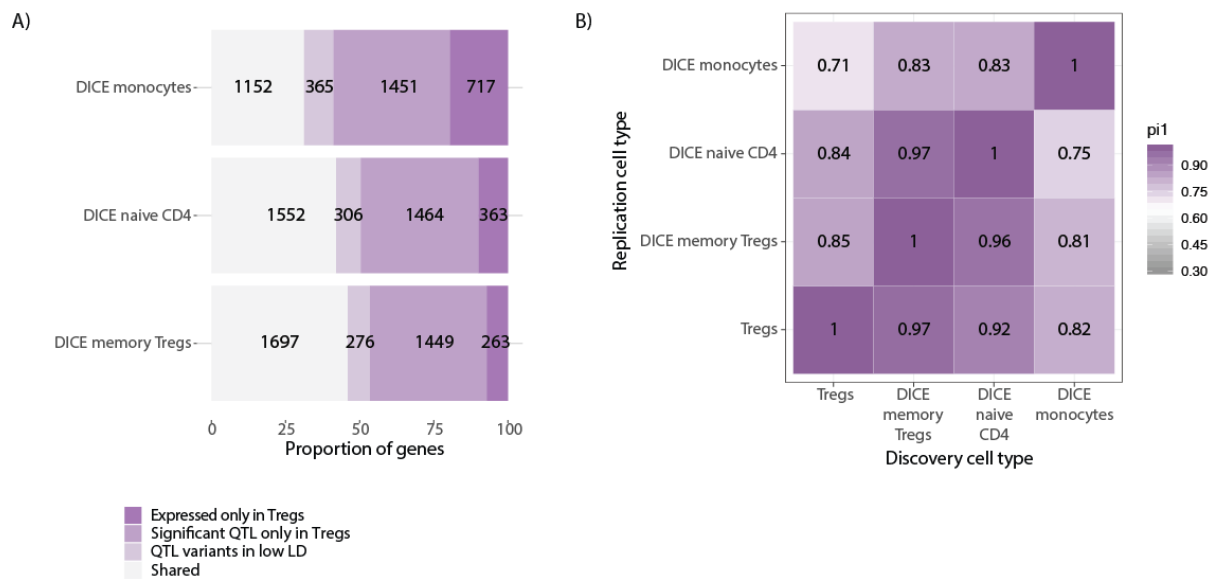 A)
DICE monocytes
1152 365 1451 717
DICE naive CD4
1552 306 1464 363
DICE memory Tregs
1697 276 1449 263
0 25 50 75 100
Proportion of genes
Expressed only in Tregs
Significant QTL only in Tregs
QTL variants in low LD
Shared
B)
Replication cell type
DICE monocytes
0.71 0.83 0.83 1
DICE naive CD4
0.84 0.97 1 0.75
DICE memory Tregs
0.85 1 0.96 0.81
Tregs
1 0.97 0.92 0.82
Tregs
DICE
memory
Tregs
DICE
naive
CD4
DICE
monocytes
Discovery cell type
pi1
0.90
0.75
0.60
0.45
0.30